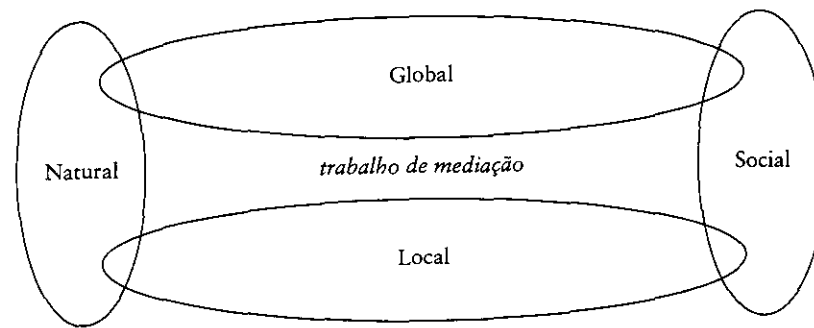 Global
Natural
trabalho de mediação
Social
Local